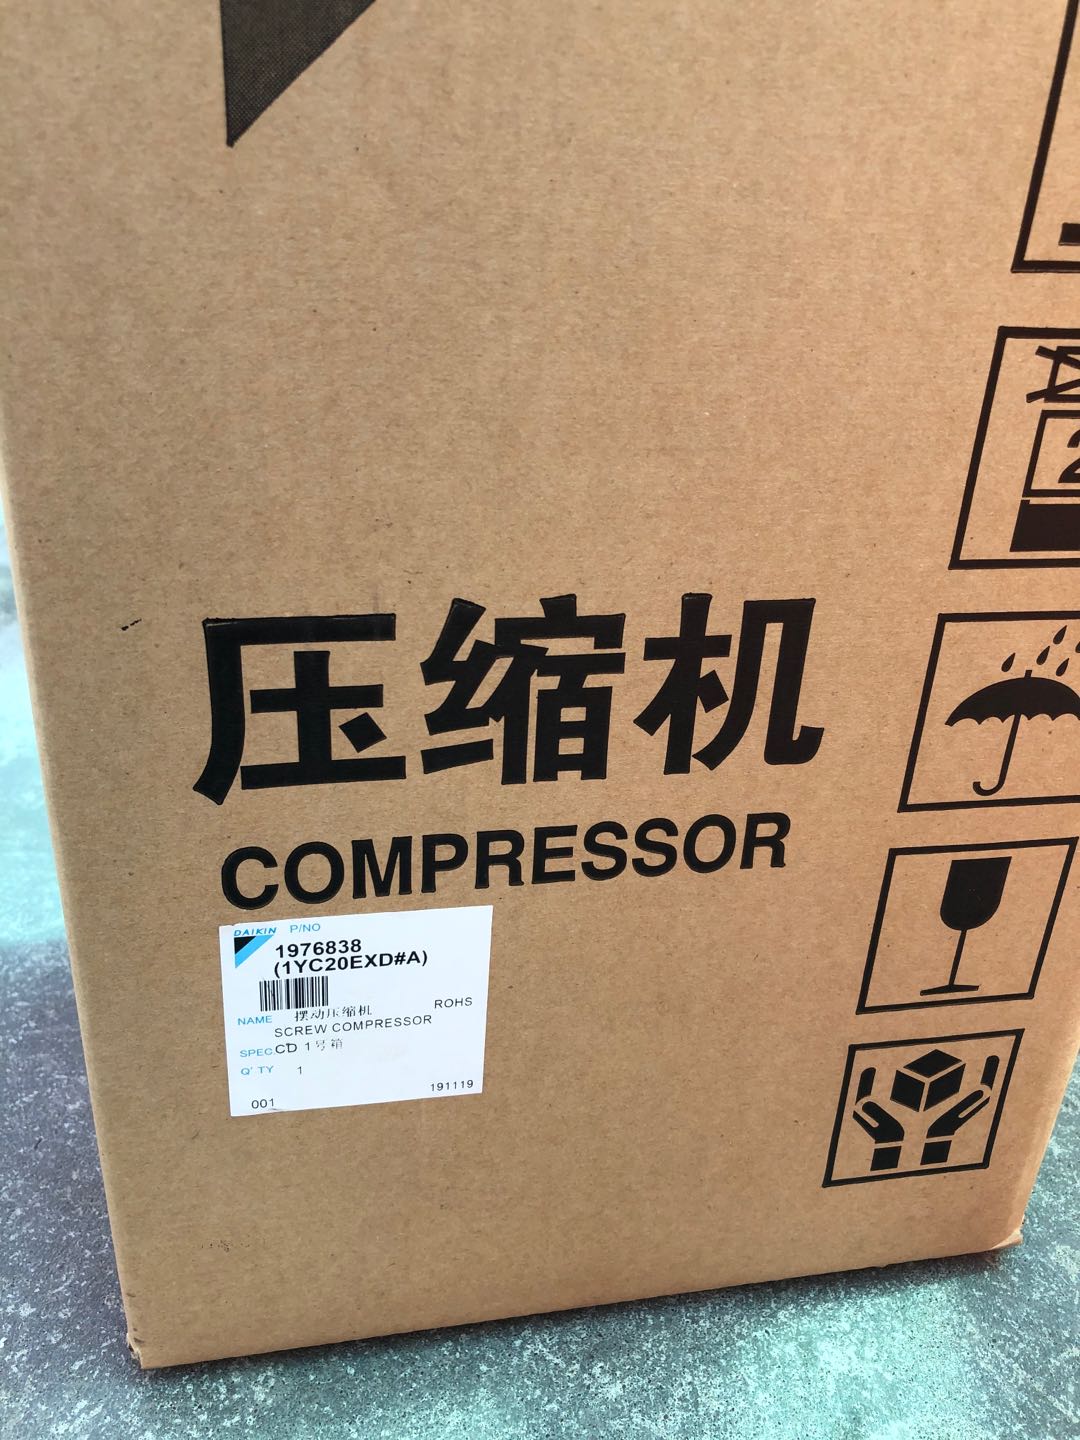 2
压缩机
COMPRESSOR
DAIKIN P/NO
1976838
(1YC20EXD#A)
ROHS
NAME 摆动压缩机
SCREW COMPRESSOR
SPEC CD 1号箱
Q'TY 1
191119
001